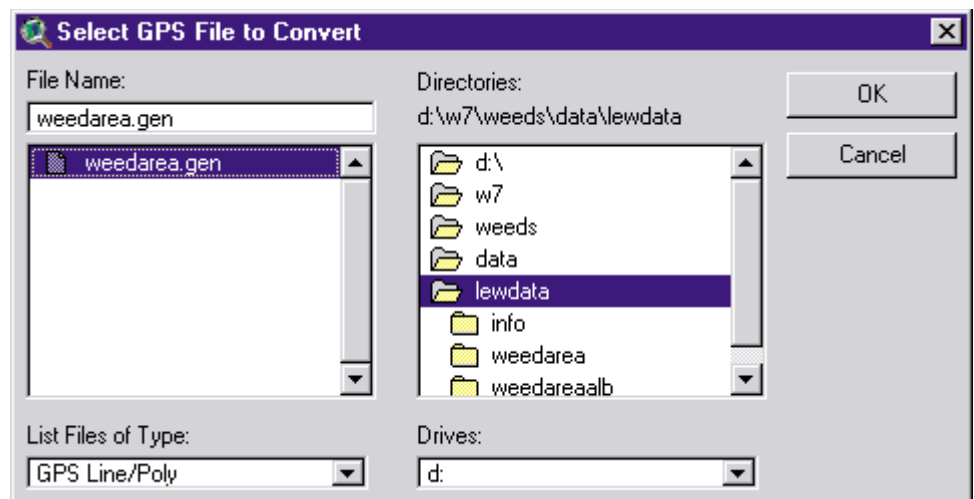 Select GPS File to Convert
File Name:
weedarea.gen
weedarea.gen
List Files of Type:
GPS Line/Poly
Directories:
d:\w7\weeds\data\lewdata
d:\
w7
weeds
data
lewdata
info
weedarea
weedareaalb
Drives:
d:
OK
Cancel